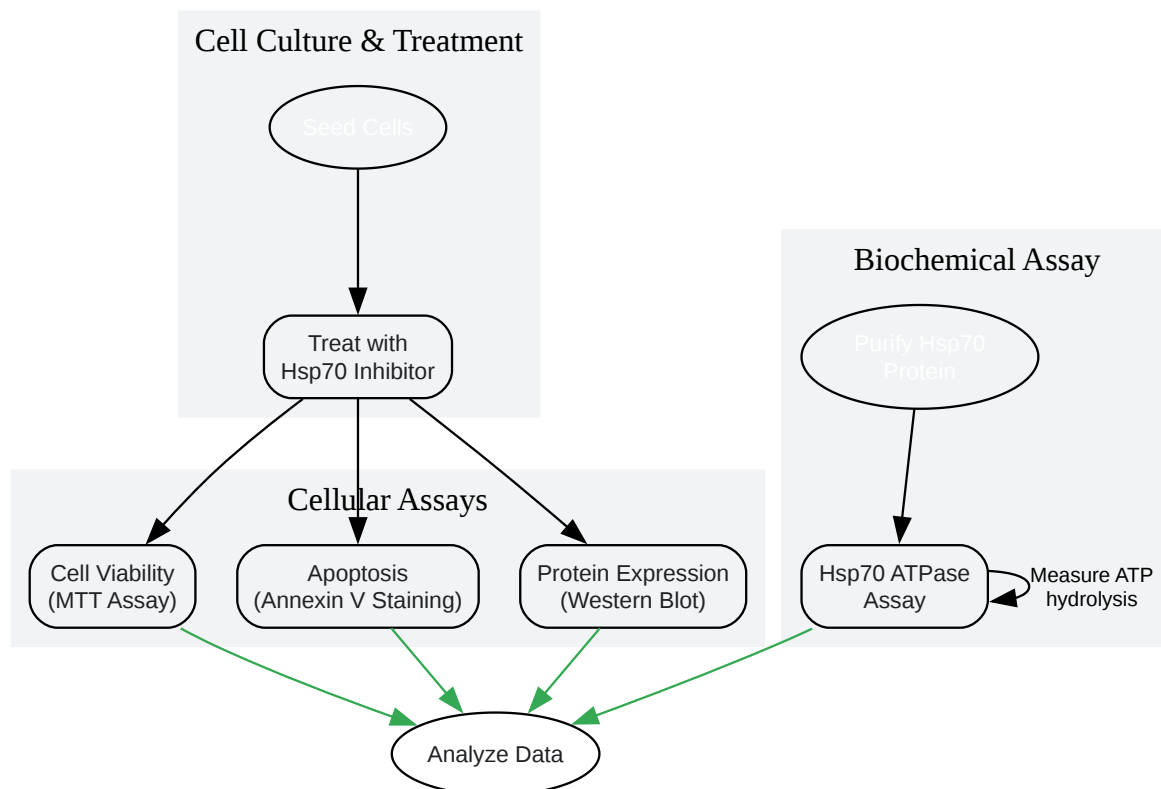 Cell Culture & Treatment
Seed Cells
Treat with
Hsp70 Inhibitor
Biochemical Assay
Purify Hsp70
Protein
Cellular Assays
Cell Viability
(MTT Assay)
Apoptosis
(Annexin V Staining)
Protein Expression
(Western Blot)
Hsp70 ATPase
Assay
Measure ATP
hydrolysis
Analyze Data